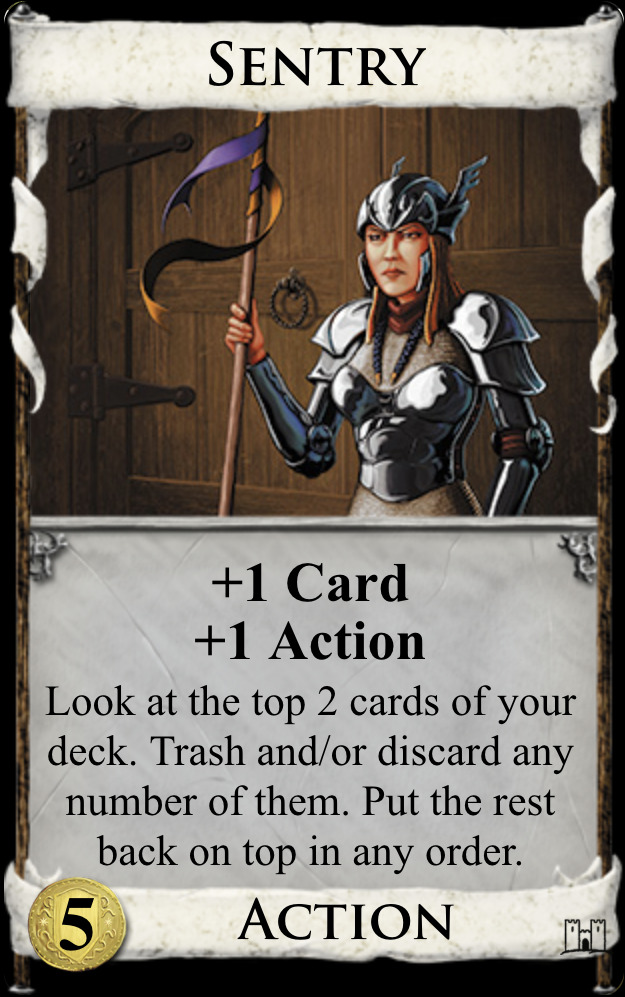 SENTRY
+1 Card
+1 Action
Look at the top 2 cards of your
deck. Trash and/or discard any
number of them. Put the rest
back on top in any order.
5
ACTION